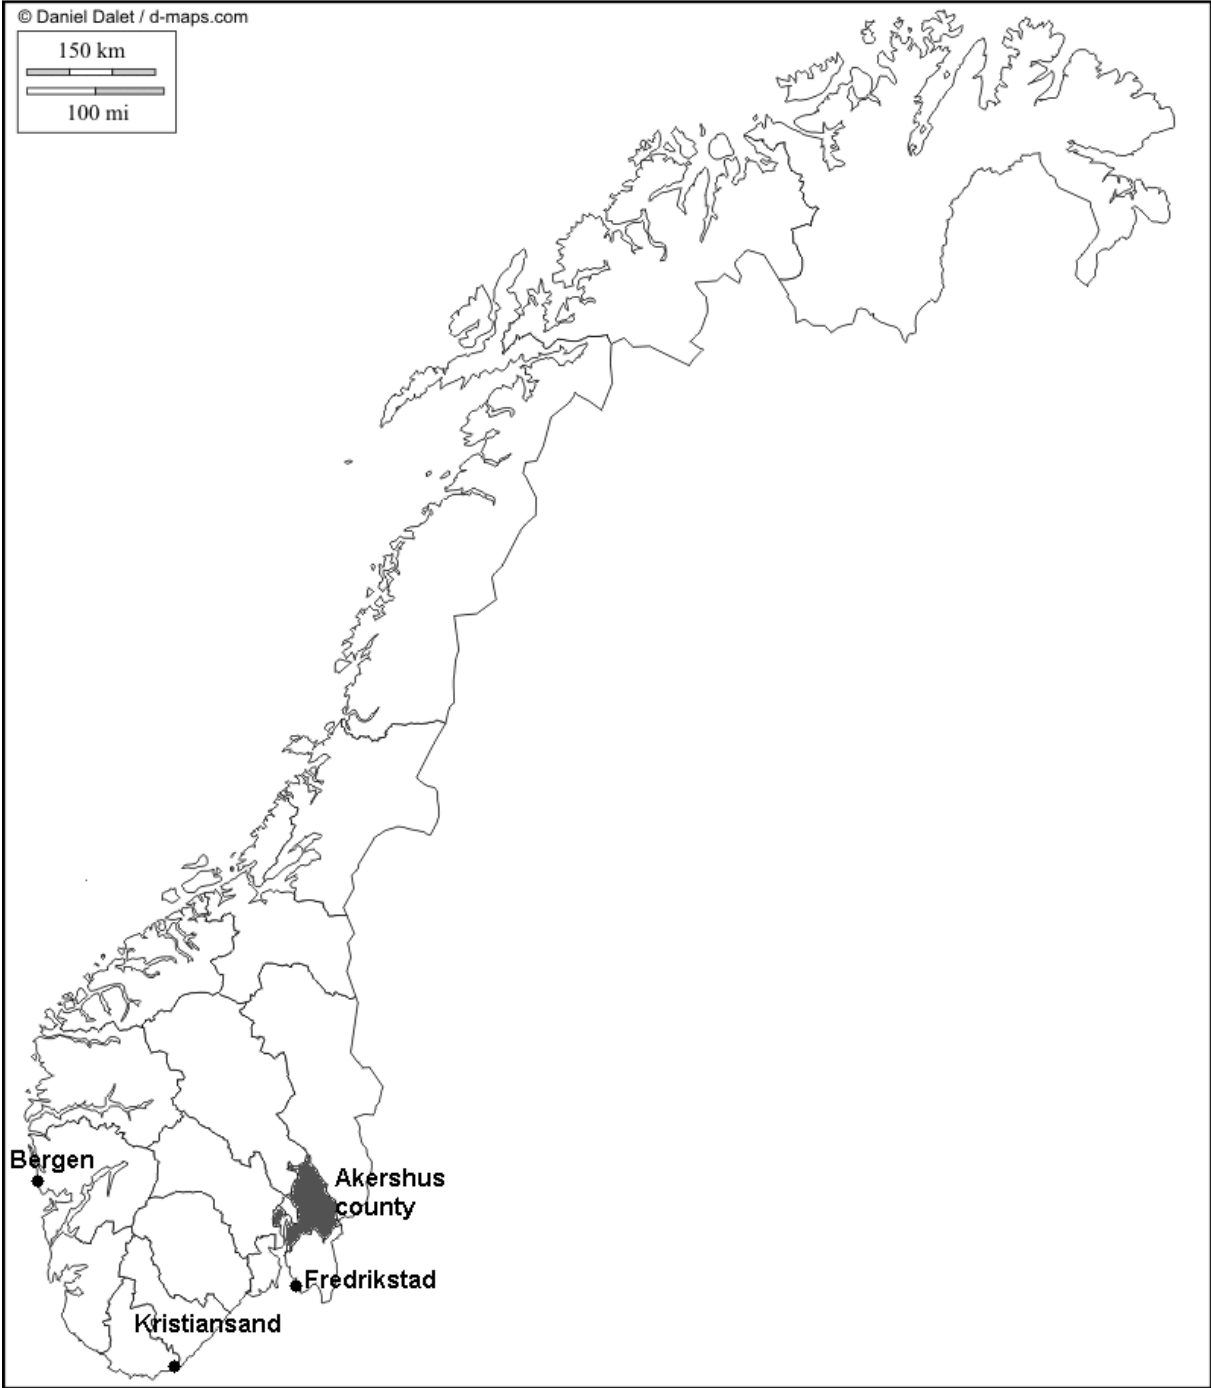 © Daniel Dalet / d-maps.com
150 km
100 mi
Bergen
Akershus
county
Fredrikstad
Kristiansand